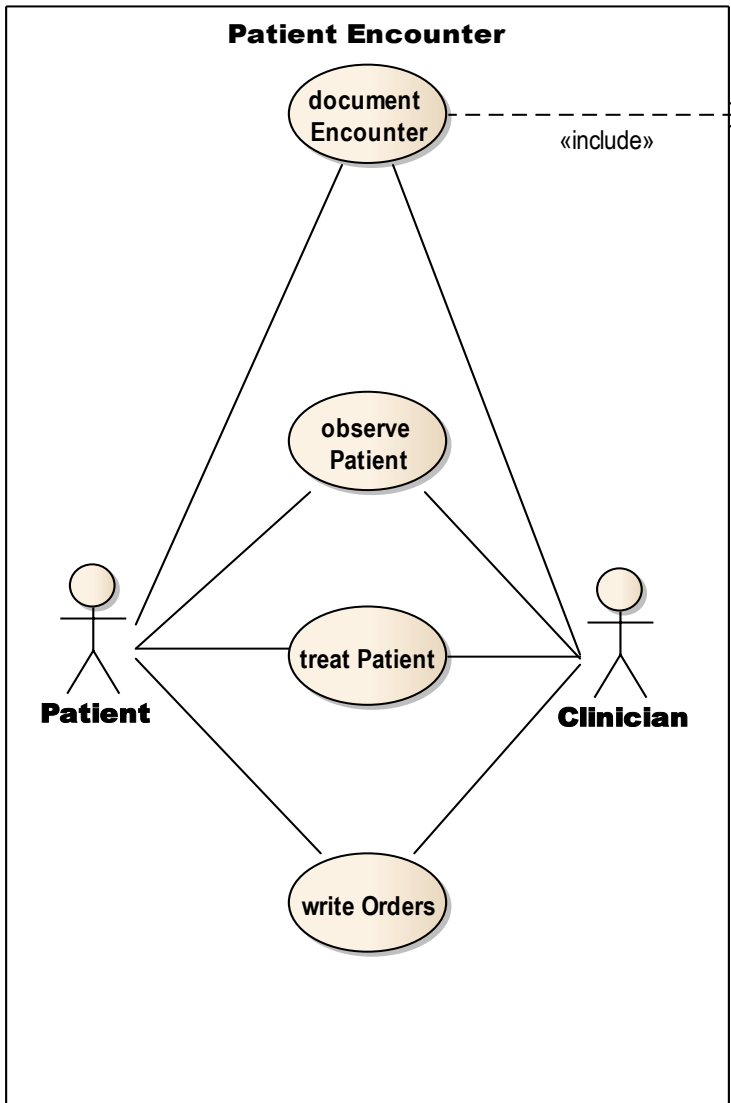 Patient Encounter
document
Encounter
«include»
observe
Patient
treat Patient
Patient
Clinician
write Orders